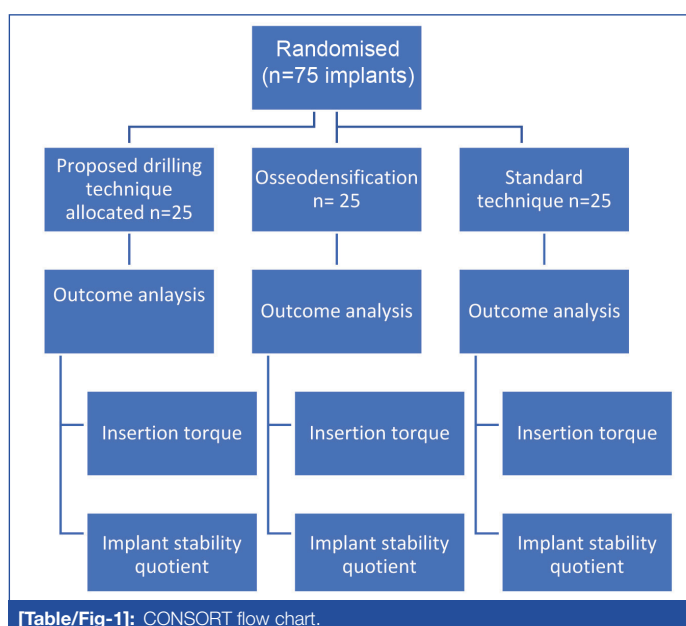 Randomised
(n=75 implants)
Proposed drilling
technique
allocated n=25
Osseodensification
n= 25
Standard
technique n=25
Outcome anlaysis
Outcome analysis
Outcome analysis
Insertion torque
Insertion torque
Insertion torque
Implant stability
quotient
Implant stability
quotient
Implant stability
quotient
[Table/Fig-1]: CONSORT flow chart.